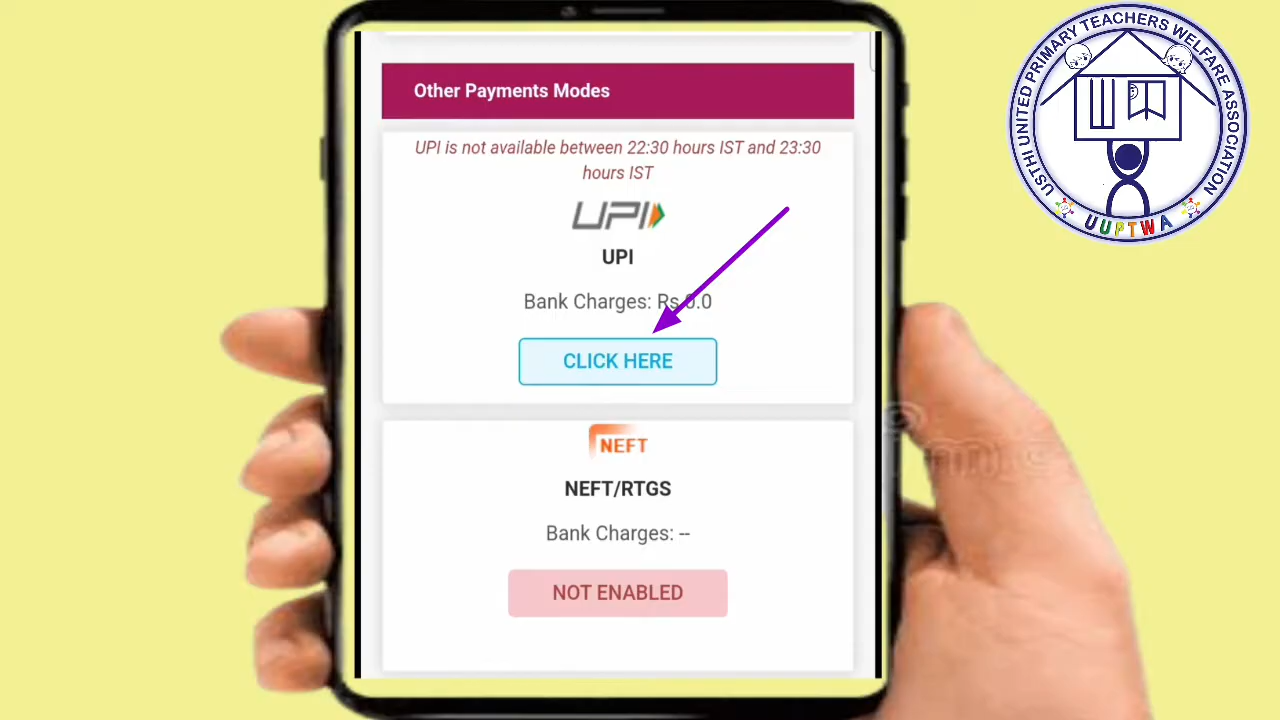 Other Payments Modes
UPI is not available between 22:30 hours IST and 23:30
hours IST
UPI
UPI
Bank Charges: Rs 0.0
CLICK HERE
NEFT
NEFT/RTGS
Bank Charges: --
NOT ENABLED
USTHI UNITED PRIMARY TEACHERS WELFARE ASSOCIATION
UUPTWA